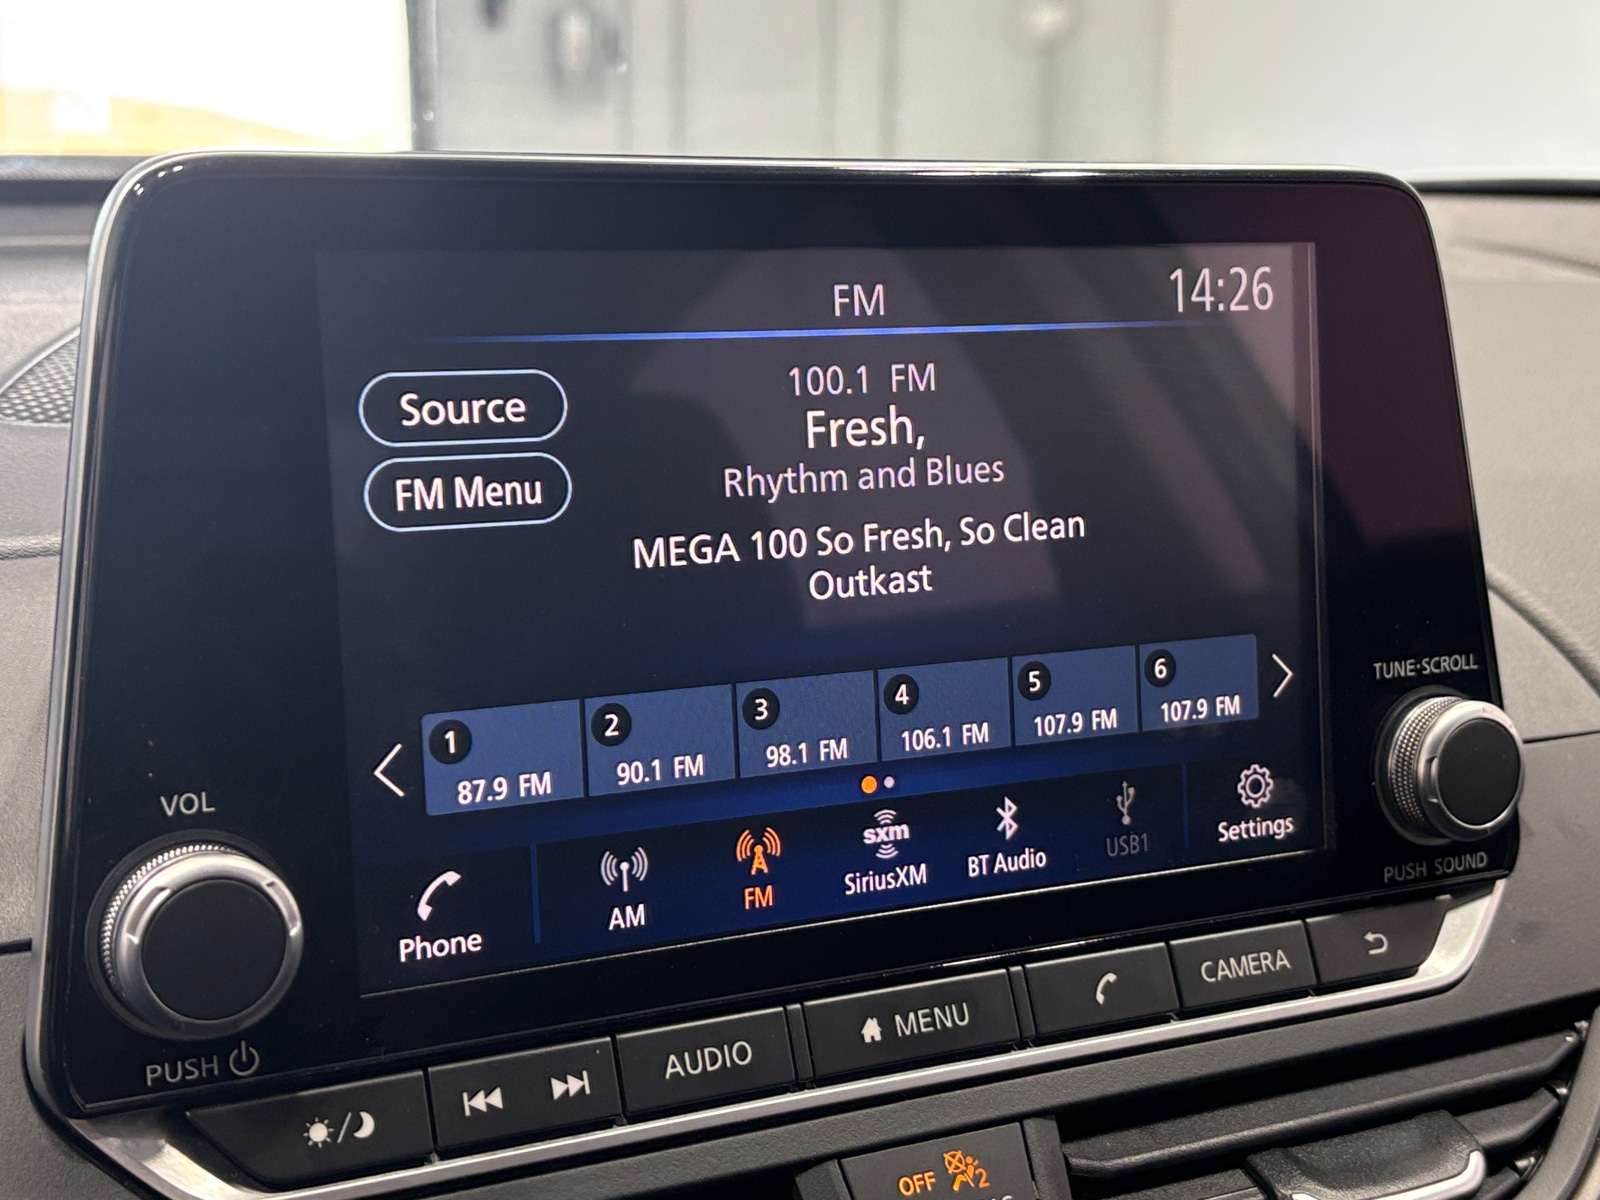 FM
14:26
Source
FM Menu
100.1 FM
Fresh,
Rhythm and Blues
MEGA 100 So Fresh, So Clean
Outkast
1
87.9 FM
2
90.1 FM
3
98.1 FM
4
106.1 FM
5
107.9 FM
6
107.9 FM
Phone
AM
FM
sxm
SiriusXM
BT Audio
USB1
Settings
VOL
PUSH
TUNE·SCROLL
PUSH SOUND
AUDIO
MENU
CAMERA
OFF
2